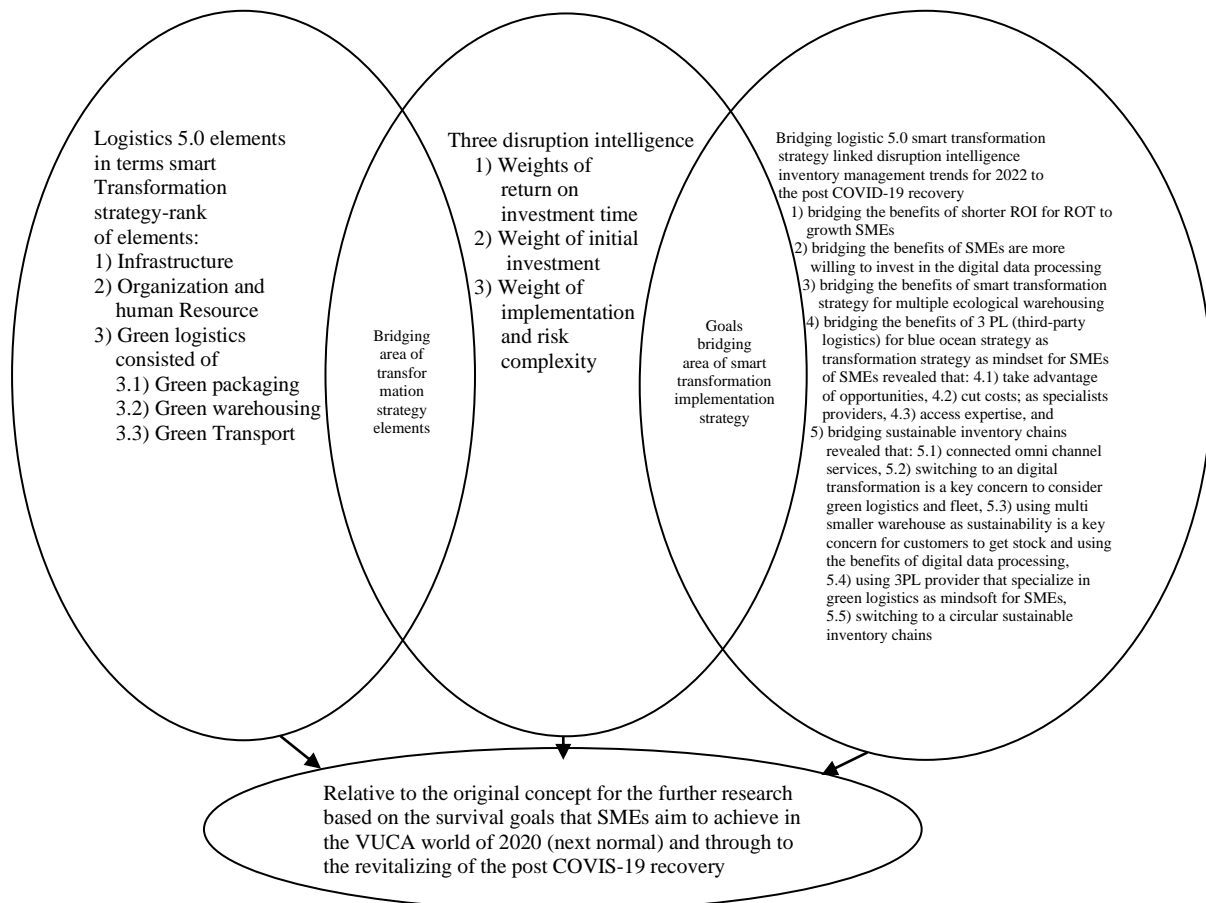 Logistics 5.0 elements
in terms smart
Transformation
strategy-rank
of elements:
1) Infrastructure
2) Organization and
human Resource
3) Green logistics
consisted of
3.1) Green packaging
3.2) Green warehousing
3.3) Green Transport
Bridging
area of
transfor
mation
strategy
elements
Three disruption intelligence
1) Weights of
return on
investment time
2) Weight of initial
investment
3) Weight of
implementation
and risk
complexity
Goals
bridging
area of smart
transformation
implementation
strategy
Bridging logistic 5.0 smart transformation
strategy linked disruption intelligence
inventory management trends for 2022 to
the post COVID-19 recovery
1) bridging the benefits of shorter ROI for ROT to
growth SMEs
2) bridging the benefits of SMEs are more
willing to invest in the digital data processing
3) bridging the benefits of smart transformation
strategy for multiple ecological warehousing
4) bridging the benefits of 3 PL (third-party
logistics) for blue ocean strategy as
transformation strategy as mindset for SMEs
of SMEs revealed that: 4.1) take advantage
of opportunities, 4.2) cut costs; as specialists
providers, 4.3) access expertise, and
5) bridging sustainable inventory chains
revealed that: 5.1) connected omni channel
services, 5.2) switching to an digital
transformation is a key concern to consider
green logistics and fleet, 5.3) using multi
smaller warehouse as sustainability is a key
concern for customers to get stock and using
the benefits of digital data processing,
5.4) using 3PL provider that specialize in
green logistics as mindsoft for SMEs,
5.5) switching to a circular sustainable
inventory chains
Relative to the original concept for the further research
based on the survival goals that SMEs aim to achieve in
the VUCA world of 2020 (next normal) and through to
the revitalizing of the post COVIS-19 recovery